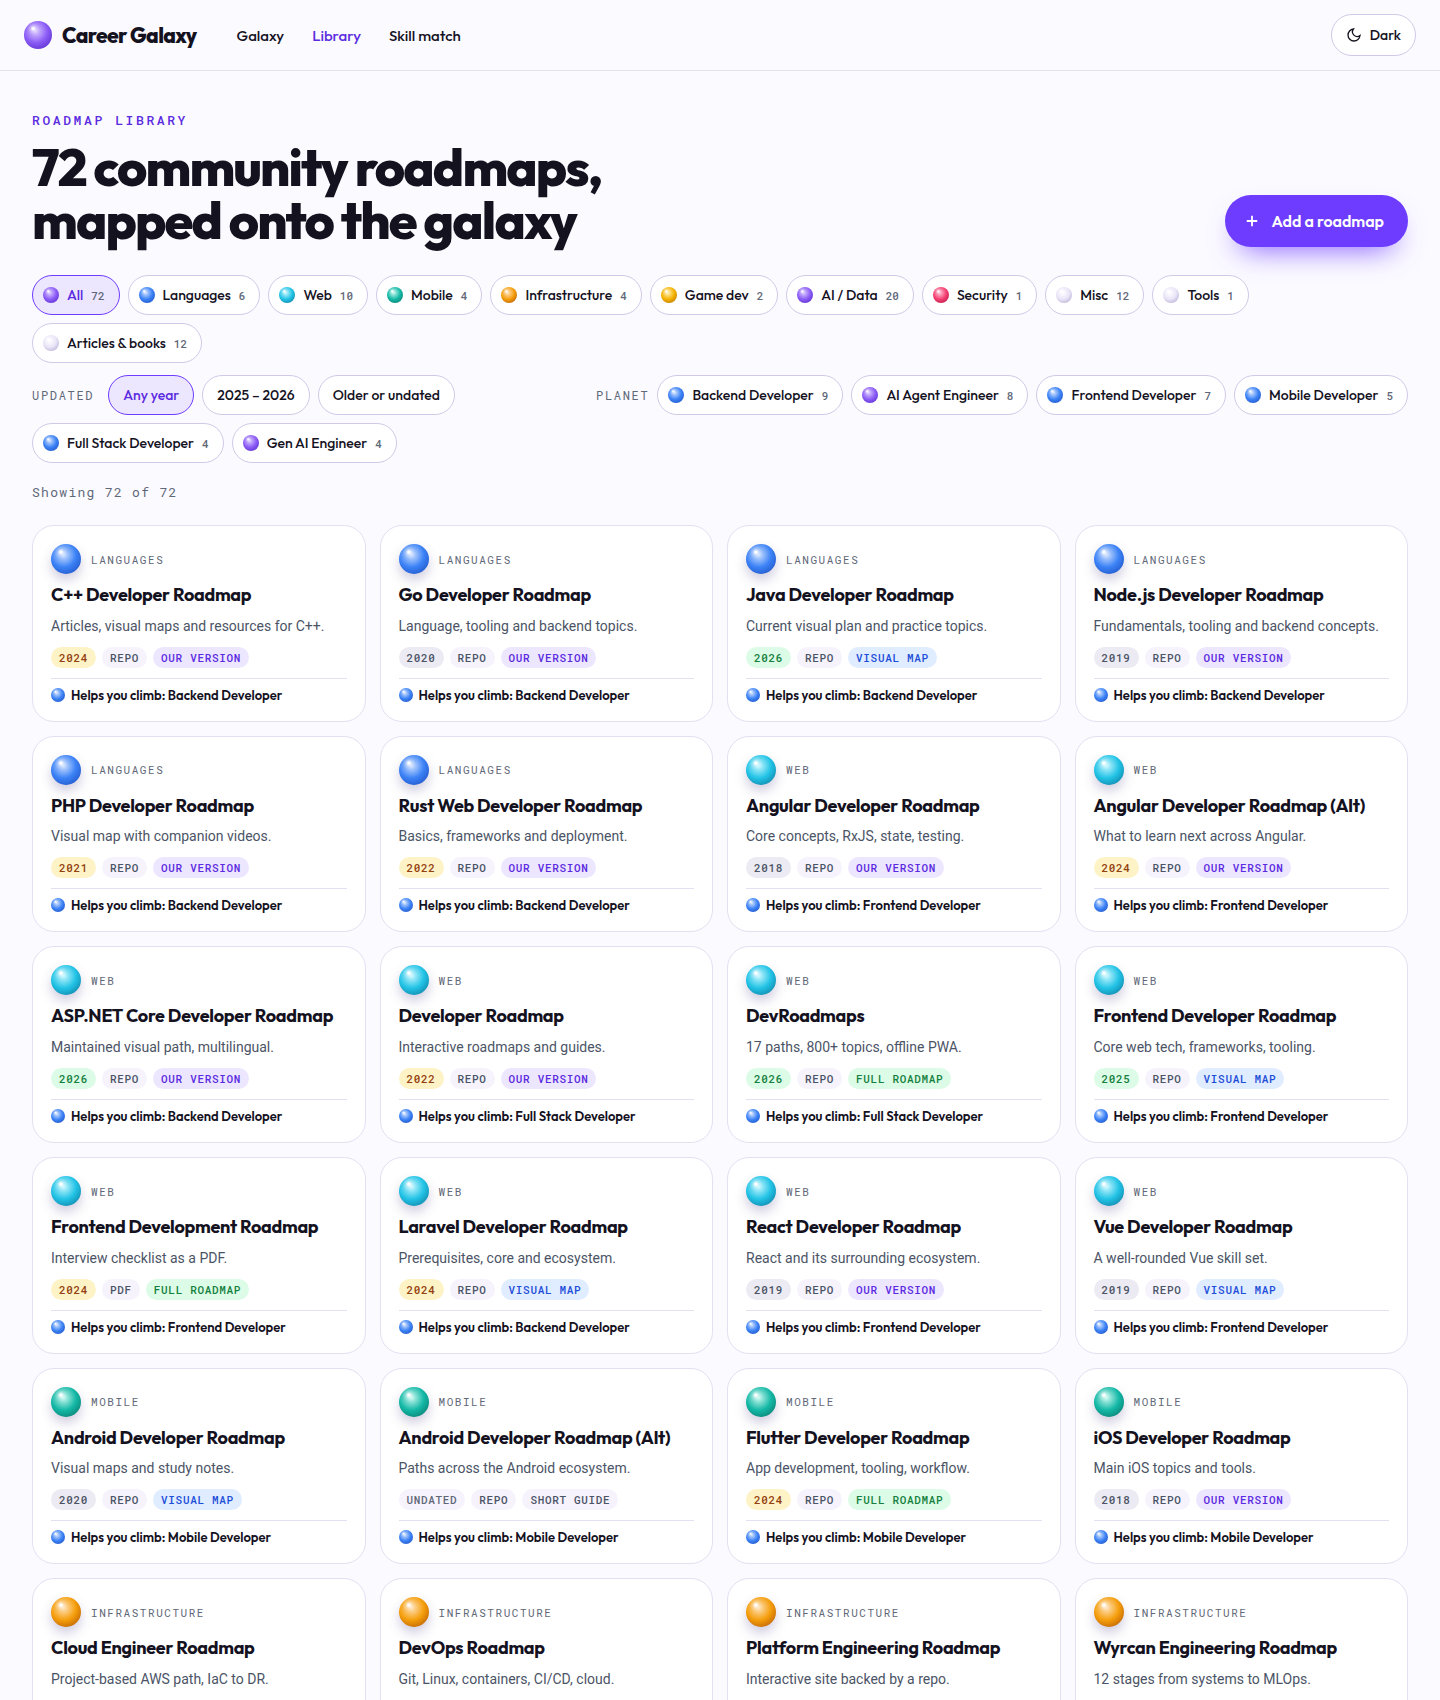 Career Galaxy
Galaxy
Library
Skill match
Dark
ROADMAP LIBRARY
72 community roadmaps,
mapped onto the galaxy
+ Add a roadmap
All 72
Languages 6
Web 10
Mobile 4
Infrastructure 4
Game dev 2
AI / Data 20
Security 1
Misc 12
Tools 1
Articles & books 12
UPDATED
Any year
2025 – 2026
Older or undated
PLANET
Backend Developer 9
AI Agent Engineer 8
Frontend Developer 7
Mobile Developer 5
Full Stack Developer 4
Gen AI Engineer 4
Showing 72 of 72
LANGUAGES
C++ Developer Roadmap
Articles, visual maps and resources for C++.
2024 REPO OUR VERSION
Helps you climb: Backend Developer
LANGUAGES
Go Developer Roadmap
Language, tooling and backend topics.
2020 REPO OUR VERSION
Helps you climb: Backend Developer
LANGUAGES
Java Developer Roadmap
Current visual plan and practice topics.
2026 REPO VISUAL MAP
Helps you climb: Backend Developer
LANGUAGES
Node.js Developer Roadmap
Fundamentals, tooling and backend concepts.
2019 REPO OUR VERSION
Helps you climb: Backend Developer
LANGUAGES
PHP Developer Roadmap
Visual map with companion videos.
2021 REPO OUR VERSION
Helps you climb: Backend Developer
LANGUAGES
Rust Web Developer Roadmap
Basics, frameworks and deployment.
2022 REPO OUR VERSION
Helps you climb: Backend Developer
WEB
Angular Developer Roadmap
Core concepts, RxJS, state, testing.
2018 REPO OUR VERSION
Helps you climb: Frontend Developer
WEB
Angular Developer Roadmap (Alt)
What to learn next across Angular.
2024 REPO OUR VERSION
Helps you climb: Frontend Developer
WEB
ASP.NET Core Developer Roadmap
Maintained visual path, multilingual.
2026 REPO OUR VERSION
Helps you climb: Backend Developer
WEB
Developer Roadmap
Interactive roadmaps and guides.
2022 REPO OUR VERSION
Helps you climb: Full Stack Developer
WEB
DevRoadmaps
17 paths, 800+ topics, offline PWA.
2026 REPO FULL ROADMAP
Helps you climb: Full Stack Developer
WEB
Frontend Developer Roadmap
Core web tech, frameworks, tooling.
2025 REPO VISUAL MAP
Helps you climb: Frontend Developer
WEB
Frontend Development Roadmap
Interview checklist as a PDF.
2024 PDF FULL ROADMAP
Helps you climb: Frontend Developer
WEB
Laravel Developer Roadmap
Prerequisites, core and ecosystem.
2024 REPO VISUAL MAP
Helps you climb: Backend Developer
WEB
React Developer Roadmap
React and its surrounding ecosystem.
2019 REPO OUR VERSION
Helps you climb: Frontend Developer
WEB
Vue Developer Roadmap
A well-rounded Vue skill set.
2019 REPO VISUAL MAP
Helps you climb: Frontend Developer
MOBILE
Android Developer Roadmap
Visual maps and study notes.
2020 REPO VISUAL MAP
Helps you climb: Mobile Developer
MOBILE
Android Developer Roadmap (Alt)
Paths across the Android ecosystem.
UNDATED REPO SHORT GUIDE
Helps you climb: Mobile Developer
MOBILE
Flutter Developer Roadmap
App development, tooling, workflow.
2024 REPO FULL ROADMAP
Helps you climb: Mobile Developer
MOBILE
iOS Developer Roadmap
Main iOS topics and tools.
2018 REPO OUR VERSION
Helps you climb: Mobile Developer
INFRASTRUCTURE
Cloud Engineer Roadmap
Project-based AWS path, IaC to DR.
INFRASTRUCTURE
DevOps Roadmap
Git, Linux, containers, CI/CD, cloud.
INFRASTRUCTURE
Platform Engineering Roadmap
Interactive site backed by a repo.
INFRASTRUCTURE
Wyrcan Engineering Roadmap
12 stages from systems to MLOps.